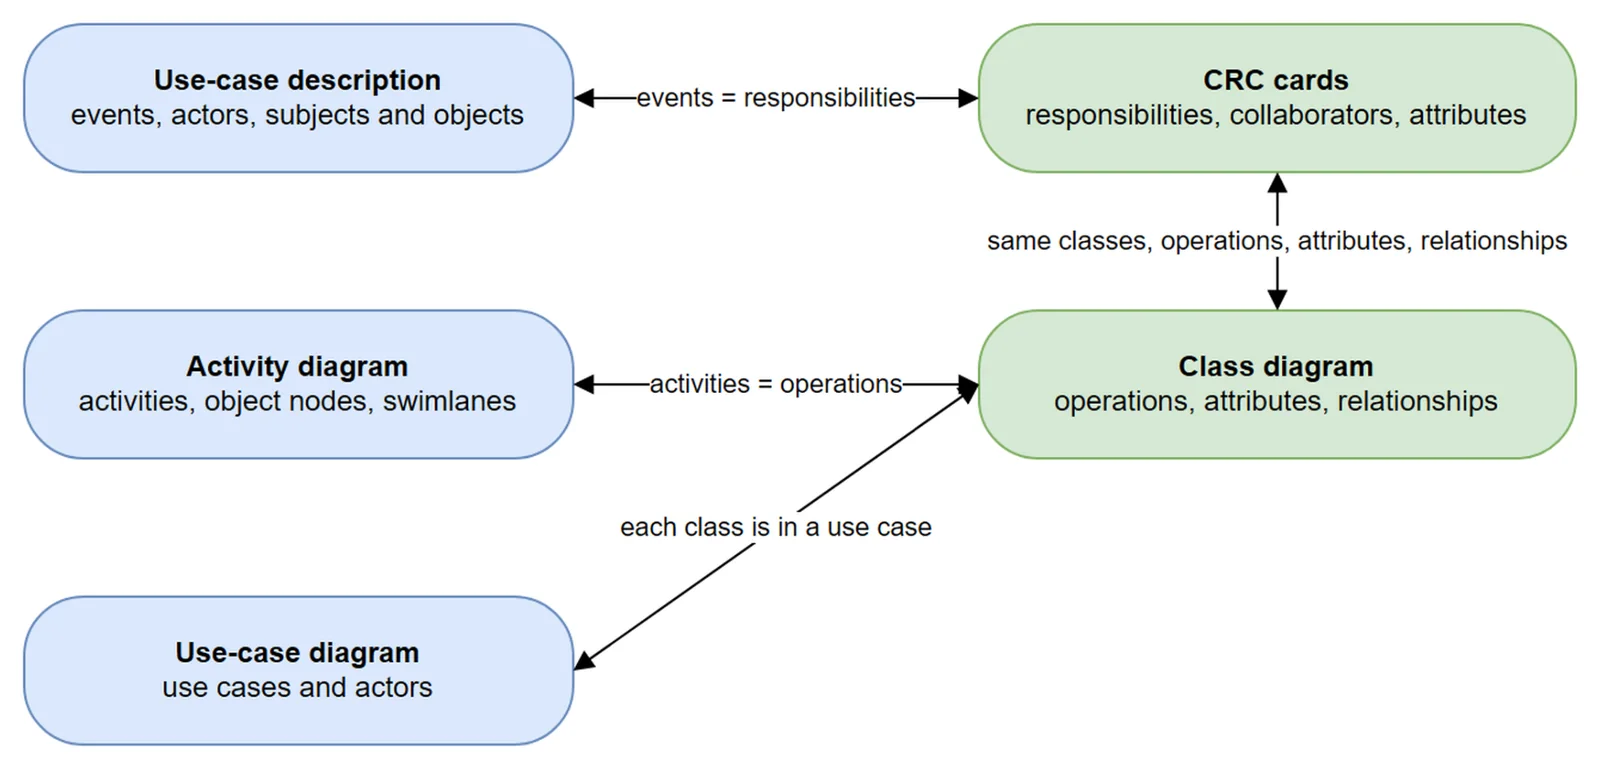 Use-case description
events, actors, subjects and objects
events = responsibilities
CRC cards
responsibilities, collaborators, attributes
same classes, operations, attributes, relationships
Activity diagram
activities, object nodes, swimlanes
activities = operations
Class diagram
operations, attributes, relationships
each class is in a use case
Use-case diagram
use cases and actors